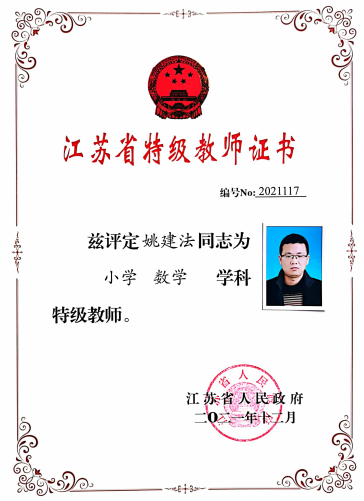 江苏省特级教师证书
编号No: 2021117
兹评定姚建法同志为
小学 数学 学科
特级教师。
江苏省人民政府
二〇二一年十二月